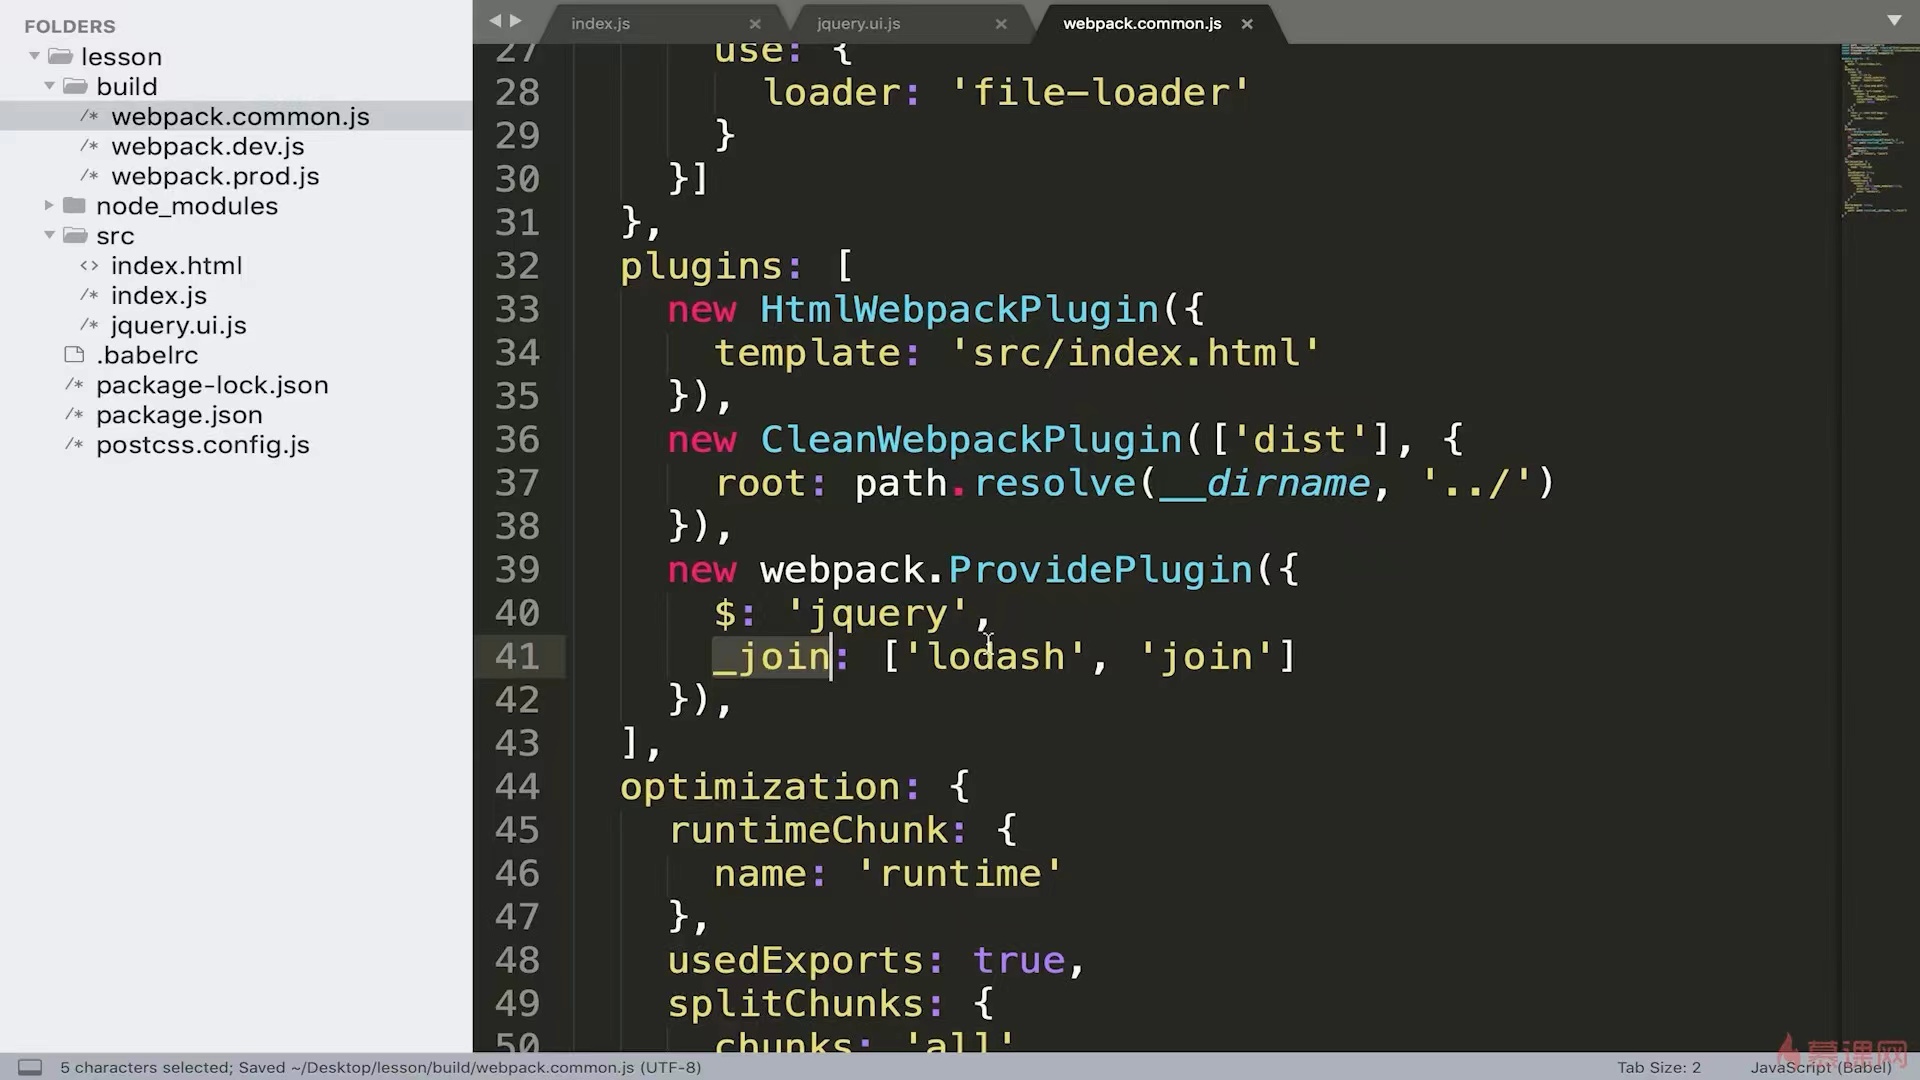 FOLDERS
lesson
build
/* webpack.common.js
/* webpack.dev.js
/* webpack.prod.js
node_modules
src
<> index.html
/* index.js
/* jquery.ui.js
.babelrc
/* package-lock.json
/* package.json
/* postcss.config.js
index.js × jquery.ui.js × webpack.common.js ×
27 use: {
28 loader: 'file-loader'
29 }
30 }]
31 },
32 plugins: [
33 new HtmlWebpackPlugin({
34 template: 'src/index.html'
35 }),
36 new CleanWebpackPlugin(['dist'], {
37 root: path.resolve(__dirname, '../')
38 }),
39 new webpack.ProvidePlugin({
40 $: 'jquery',
41 _join: ['lodash', 'join']
42 }),
43 ],
44 optimization: {
45 runtimeChunk: {
46 name: 'runtime'
47 },
48 usedExports: true,
49 splitChunks: {
50 chunks: 'all'
慕课网
5 characters selected; Saved ~/Desktop/lesson/build/webpack.common.js (UTF-8) Tab Size: 2 JavaScript (Babel)